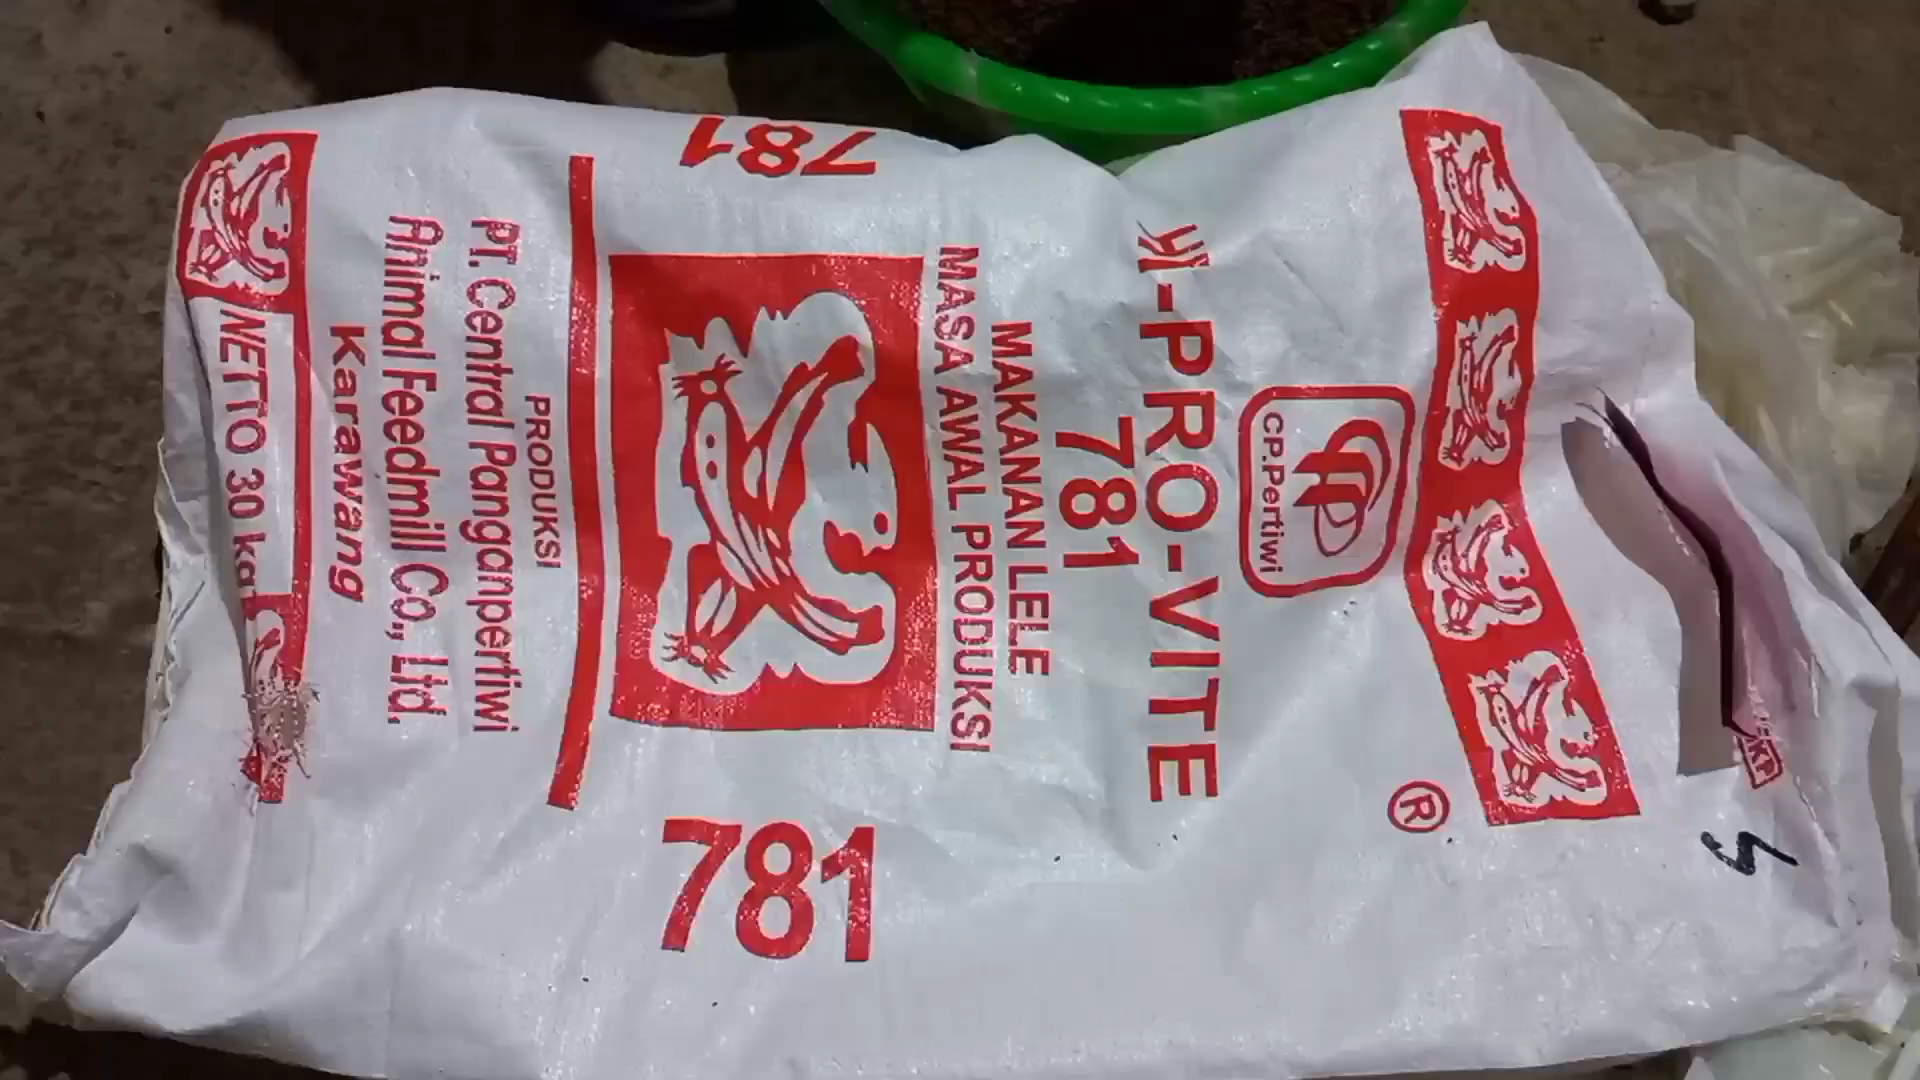 CP.Pertiwi
®
HI-PRO-VITE
781
MAKANAN LELE
MASA AWAL PRODUKSI
781
781
PRODUKSI
PT. Central Panganpertiwi
Animal Feedmill Co., Ltd.
Karawang
NETTO 30 kg